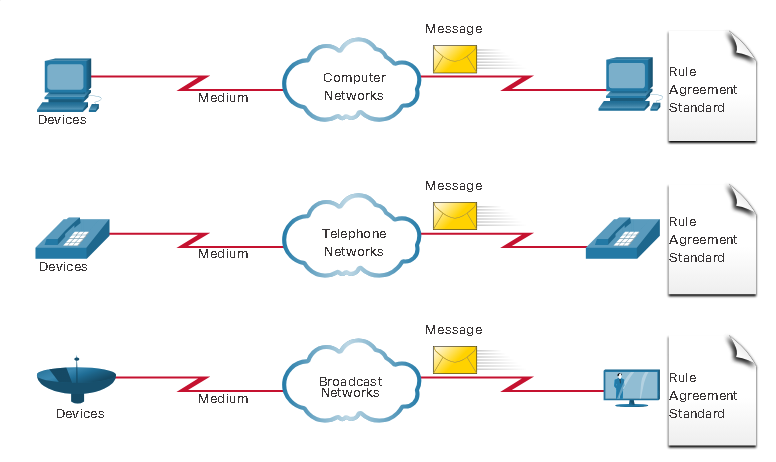 Message
Computer
Networks
Rule
Agreement
Standard
Medium
Devices
Message
Telephone
Networks
Rule
Agreement
Standard
Medium
Devices
Message
Broadcast
Networks
Rule
Agreement
Standard
Medium
Devices